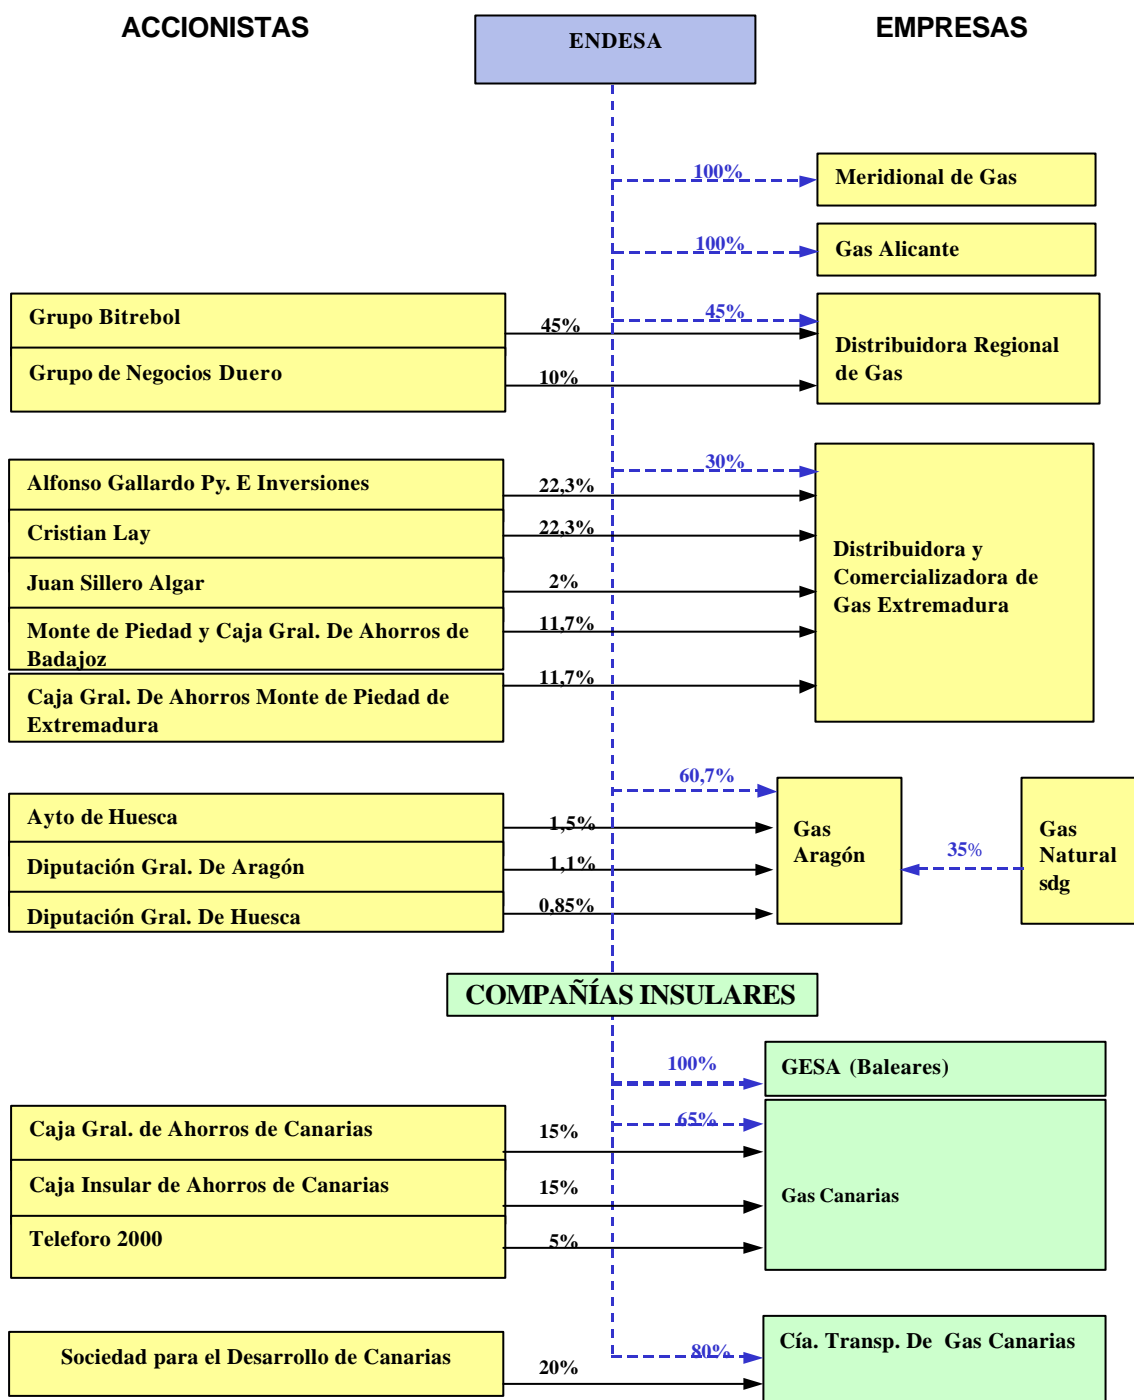 ACCIONISTAS
ENDESA
EMPRESAS
100%
Meridional de Gas
100%
Gas Alicante
Grupo Bitrebol
45%
45%
Distribuidora Regional
de Gas
Grupo de Negocios Duero
10%
Alfonso Gallardo Py. E Inversiones
22,3%
30%
Cristian Lay
22,3%
Distribuidora y
Comercializadora de
Gas Extremadura
Juan Sillero Algar
2%
Monte de Piedad y Caja Gral. De Ahorros de
Badajoz
11,7%
Caja Gral. De Ahorros Monte de Piedad de
Extremadura
11,7%
60,7%
Ayto de Huesca
1,5%
Gas
Aragón
35%
Gas
Natural
sdg
Diputación Gral. De Aragón
1,1%
Diputación Gral. De Huesca
0,85%
COMPAÑÍAS INSULARES
100%
GESA (Baleares)
Caja Gral. de Ahorros de Canarias
15%
65%
Caja Insular de Ahorros de Canarias
15%
Gas Canarias
Teleforo 2000
5%
Sociedad para el Desarrollo de Canarias
20%
80%
Cía. Transp. De Gas Canarias